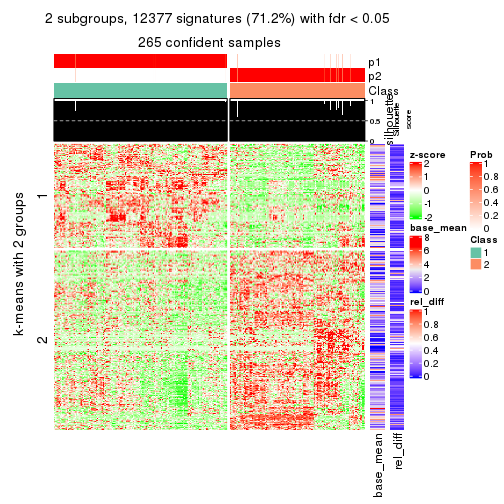 2 subgroups, 12377 signatures (71.2%) with fdr < 0.05
265 confident samples
p1
p2
Class
1
0.5
0
silhouette
Silhouette
score
k-means with 2 groups
1
2
base_mean
rel_diff
z-score
2
1
0
-1
-2
base_mean
8
6
4
2
0
rel_diff
1
0.8
0.6
0.4
0.2
0
Prob
1
0.8
0.6
0.4
0.2
0
Class
1
2